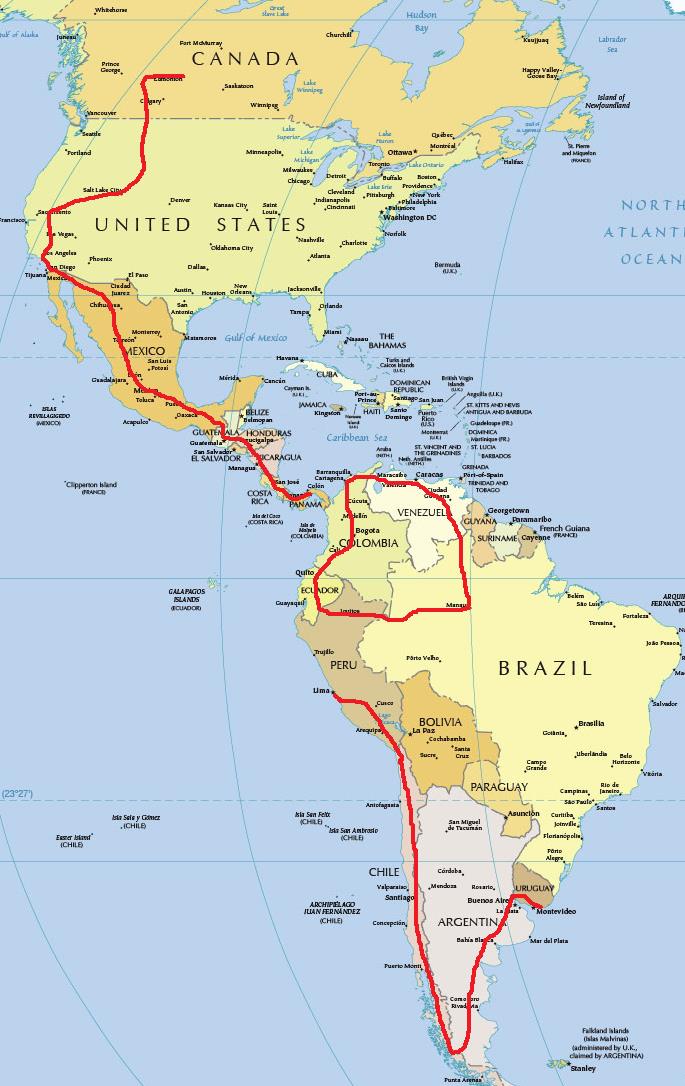 Whitehorse
Great
Slave Lake
Hudson
Bay
Gulf of Alaska
Juneau
Churchill
Kuujjuaq
Labrador
Sea
Fort McMurray
CANADA
Prince
George
Edmonton
Happy Valley-
Goose Bay
Saskatoon
Lake
Winnipeg
Island of
Newfoundland
Calgary
Winnipeg
Vancouver
Gulf of
St. Lawrence
Seattle
Lake
Superior
Québec
St. Pierre
and Miquelon
(FRANCE)
Portland
Minneapolis
Lake
Huron
Ottawa
Montréal
Halifax
Lake
Michigan
Toronto
Lake Ontario
Milwaukee
Chicago
Detroit
Buffalo
Boston
Providence
Lake Erie
Salt Lake City
Cleveland
Pittsburgh
New York
Philadelphia
Denver
Kansas City
Saint
Louis
Indianapolis
Cincinnati
Baltimore
Washington DC
Sacramento
Francisco
NORTH
ATLANTI
OCEAN
UNITED STATES
Las Vegas
Norfolk
Nashville
Charlotte
Oklahoma City
Los Angeles
Phoenix
Atlanta
San Diego
Dallas
Bermuda
(U.K.)
Tijuana
Mexicali
El Paso
Ciudad
Juárez
Austin
Houston
New
Orleans
Jacksonville
San
Antonio
Chihuahua
Tampa
Orlando
Monterrey
Matamoros
Gulf of Mexico
Miami
Nassau
THE
BAHAMAS
Torreón
MEXICO
Havana
Turks and
Caicos Islands
(U.K.)
San Luis
Potosí
CUBA
León
Guadalajara
Mérida
Cancún
Cayman Is.
(U.K.)
DOMINICAN
REPUBLIC
British Virgin
Islands
(U.K.)
Mexico
Toluca
Puebla
Port-au-
Prince
Santiago
San Juan
Anguilla (U.K.)
ISLAS
REVILLAGIGEDO
(MEXICO)
Acapulco
Oaxaca
BELIZE
Belmopan
JAMAICA
Kingston
Navassa
Island
(U.S.)
HAITI
Santo
Domingo
Puerto
Rico
(U.S.)
ST. KITTS AND NEVIS
ANTIGUA AND BARBUDA
Montserrat
(U.K.)
Guadeloupe (FR.)
DOMINICA
Martinique (FR.)
GUATEMALA
Guatemala
HONDURAS
Tegucigalpa
Caribbean Sea
ST. LUCIA
BARBADOS
ST. VINCENT AND
THE GRENADINES
San Salvador
EL SALVADOR
NICARAGUA
Managua
Aruba
(NETH.)
Neth. Antilles
(NETH.)
GRENADA
Port-of-Spain
TRINIDAD AND
TOBAGO
Clipperton Island
(FRANCE)
San José
COSTA
RICA
Colón
Panama
PANAMA
Barranquilla
Cartagena
Maracaibo
Caracas
Valencia
Ciudad
Guayana
Isla del Coco
(COSTA RICA)
Cúcuta
VENEZUELA
Georgetown
Paramaribo
GUYANA
SURINAME
French Guiana
(FRANCE)
Cayenne
Medellín
Isla de
Malpelo
(COLOMBIA)
Bogota
Cali
COLOMBIA
GALAPAGOS
ISLANDS
(ECUADOR)
Quito
ECUADOR
Guayaquil
Iquitos
Manaus
Belém
São Luís
Fortaleza
Teresina
ARQUI
FERNANDO
João Pessoa
Trujillo
PERU
Pôrto Velho
BRAZIL
Lima
Cusco
Salvador
Arequipa
BOLIVIA
La Paz
Cochabamba
Santa
Cruz
Sucre
Brasilia
Goiânia
Uberlândia
Belo
Horizonte
Campo
Grande
Vitória
PARAGUAY
Campinas
Rio de
Janeiro
São Paulo
Santos
(23°27')
Antofagasta
Asunción
Curitiba
Joinville
Florianópolis
Isla Sala y Gómez
(CHILE)
Easter Island
(CHILE)
Isla San Felix
(CHILE)
Isla San Ambrosio
(CHILE)
San Miguel
de Tucumán
Pôrto
Alegre
CHILE
Córdoba
Valparaíso
Mendoza
Rosario
URUGUAY
Santiago
Buenos Aires
La Plata
Montevideo
ARCHIPIÉLAGO
JUAN FERNÁNDEZ
(CHILE)
Concepción
ARGENTINA
Bahía Blanca
Mar del Plata
Puerto Montt
Comodoro
Rivadavia
Falkland Islands
(Islas Malvinas)
(administered by U.K.,
claimed by ARGENTINA)
Stanley
Punta Arenas